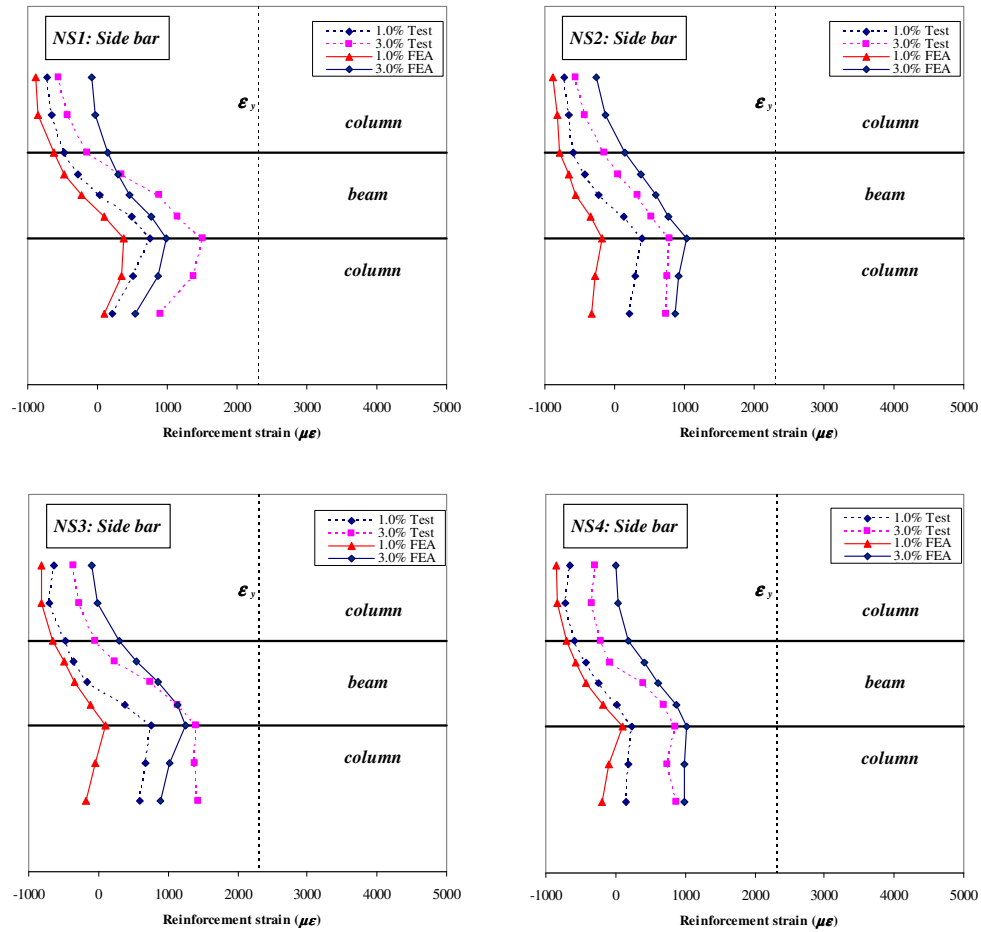 NS1: Side bar
1.0% Test
3.0% Test
1.0% FEA
3.0% FEA
ε y
column
beam
column
-1000 0 1000 2000 3000 4000 5000
Reinforcement strain (με)
NS2: Side bar
1.0% Test
3.0% Test
1.0% FEA
3.0% FEA
ε y
column
beam
column
-1000 0 1000 2000 3000 4000 5000
Reinforcement strain (με)
NS3: Side bar
1.0% Test
3.0% Test
1.0% FEA
3.0% FEA
ε y
column
beam
column
-1000 0 1000 2000 3000 4000 5000
Reinforcement strain (με)
NS4: Side bar
1.0% Test
3.0% Test
1.0% FEA
3.0% FEA
ε y
column
beam
column
-1000 0 1000 2000 3000 4000 5000
Reinforcement strain (με)